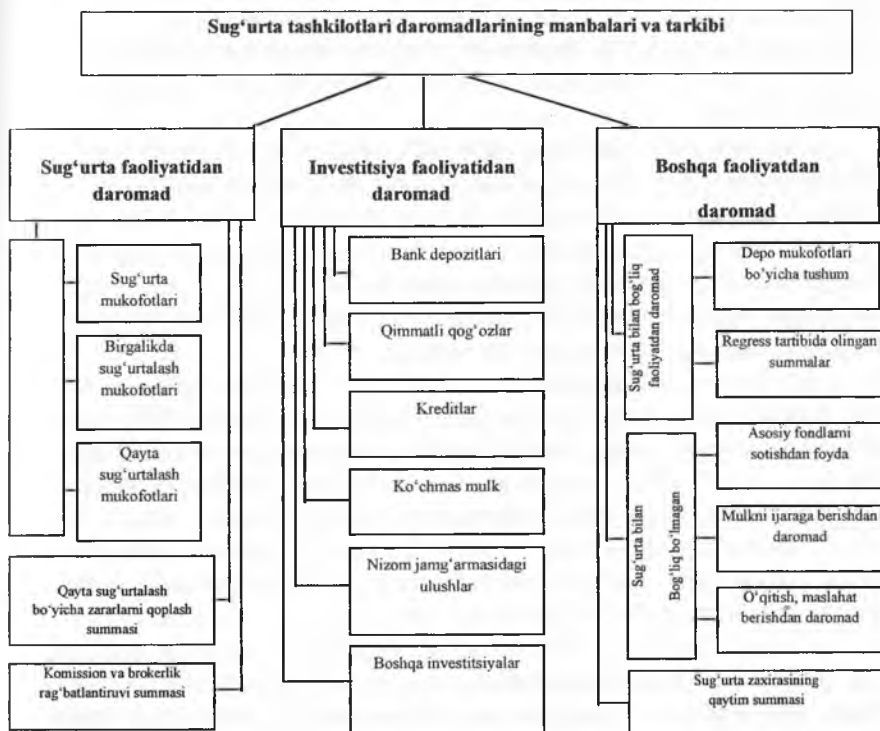 Sug‘urta tashkilotlari daromadlarining manbalari va tarkibi
Sug‘urta faoliyatidan
daromad
Sug‘urta
mukofotlari
Birgalikda
sug‘urtalash
mukofotlari
Qayta
sug‘urtalash
mukofotlari
Qayta sug‘urtalash
bo‘yicha zararlarni qoplash
summasi
Komission va brokerlik
rag‘batlantiruvi summasi
Investitsiya faoliyatidan
daromad
Bank depozitlari
Qimmatli qog‘ozlar
Kreditlar
Ko‘chmas mulk
Nizom jamg‘armasidagi
ulushlar
Boshqa investitsiyalar
Boshqa faoliyatdan
daromad
Sug‘urta bilan bog‘liq
faoliyatdan daromad
Depo mukofotlari
bo‘yicha tushum
Regress tartibida olingan
summalar
Sug‘urta bilan
Bog‘liq bo‘lmagan
Asosiy fondlarni
sotishdan foyda
Mulkni ijaraga berishdan
daromad
O‘qitish, maslahat
berishdan daromad
Sug‘urta zaxirasining
qaytim summasi